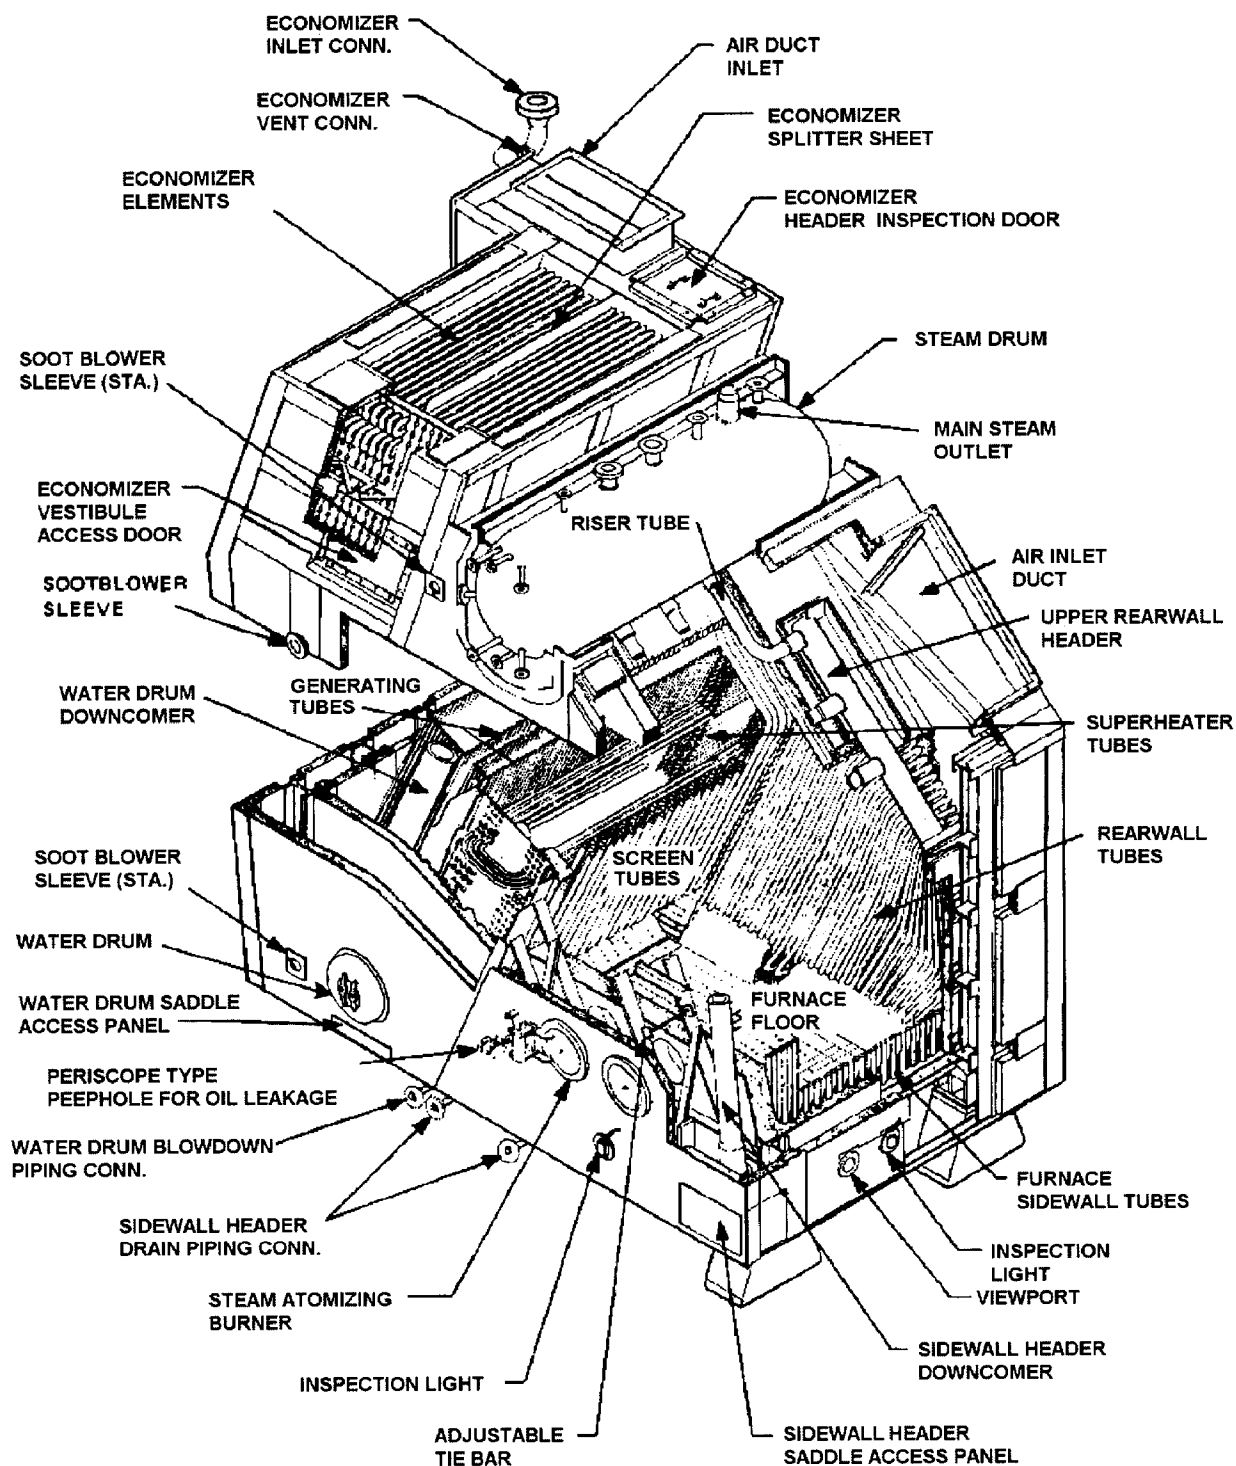 ECONOMIZER
INLET CONN.
AIR DUCT
INLET
ECONOMIZER
VENT CONN.
ECONOMIZER
SPLITTER SHEET
ECONOMIZER
ELEMENTS
ECONOMIZER
HEADER INSPECTION DOOR
SOOT BLOWER
SLEEVE (STA.)
STEAM DRUM
MAIN STEAM
OUTLET
ECONOMIZER
VESTIBULE
ACCESS DOOR
RISER TUBE
AIR INLET
DUCT
SOOTBLOWER
SLEEVE
UPPER REARWALL
HEADER
WATER DRUM
DOWNCOMER
GENERATING
TUBES
SUPERHEATER
TUBES
SOOT BLOWER
SLEEVE (STA.)
SCREEN
TUBES
REARWALL
TUBES
WATER DRUM
WATER DRUM SADDLE
ACCESS PANEL
FURNACE
FLOOR
PERISCOPE TYPE
PEEPHOLE FOR OIL LEAKAGE
WATER DRUM BLOWDOWN
PIPING CONN.
FURNACE
SIDEWALL TUBES
SIDEWALL HEADER
DRAIN PIPING CONN.
INSPECTION
LIGHT
VIEWPORT
STEAM ATOMIZING
BURNER
SIDEWALL HEADER
DOWNCOMER
INSPECTION LIGHT
ADJUSTABLE
TIE BAR
SIDEWALL HEADER
SADDLE ACCESS PANEL